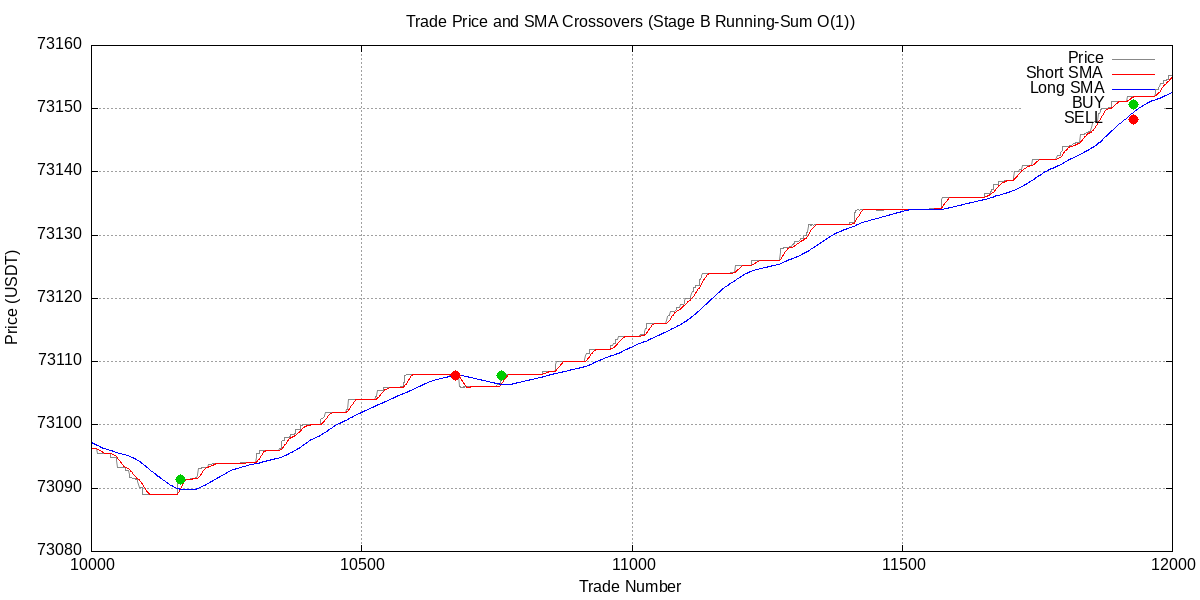 Trade Price and SMA Crossovers (Stage B Running-Sum O(1))
73160
73150
73140
73130
73120
73110
73100
73090
73080
Price (USDT)
Price
Short SMA
Long SMA
BUY
SELL
10000 10500 11000 11500 12000
Trade Number